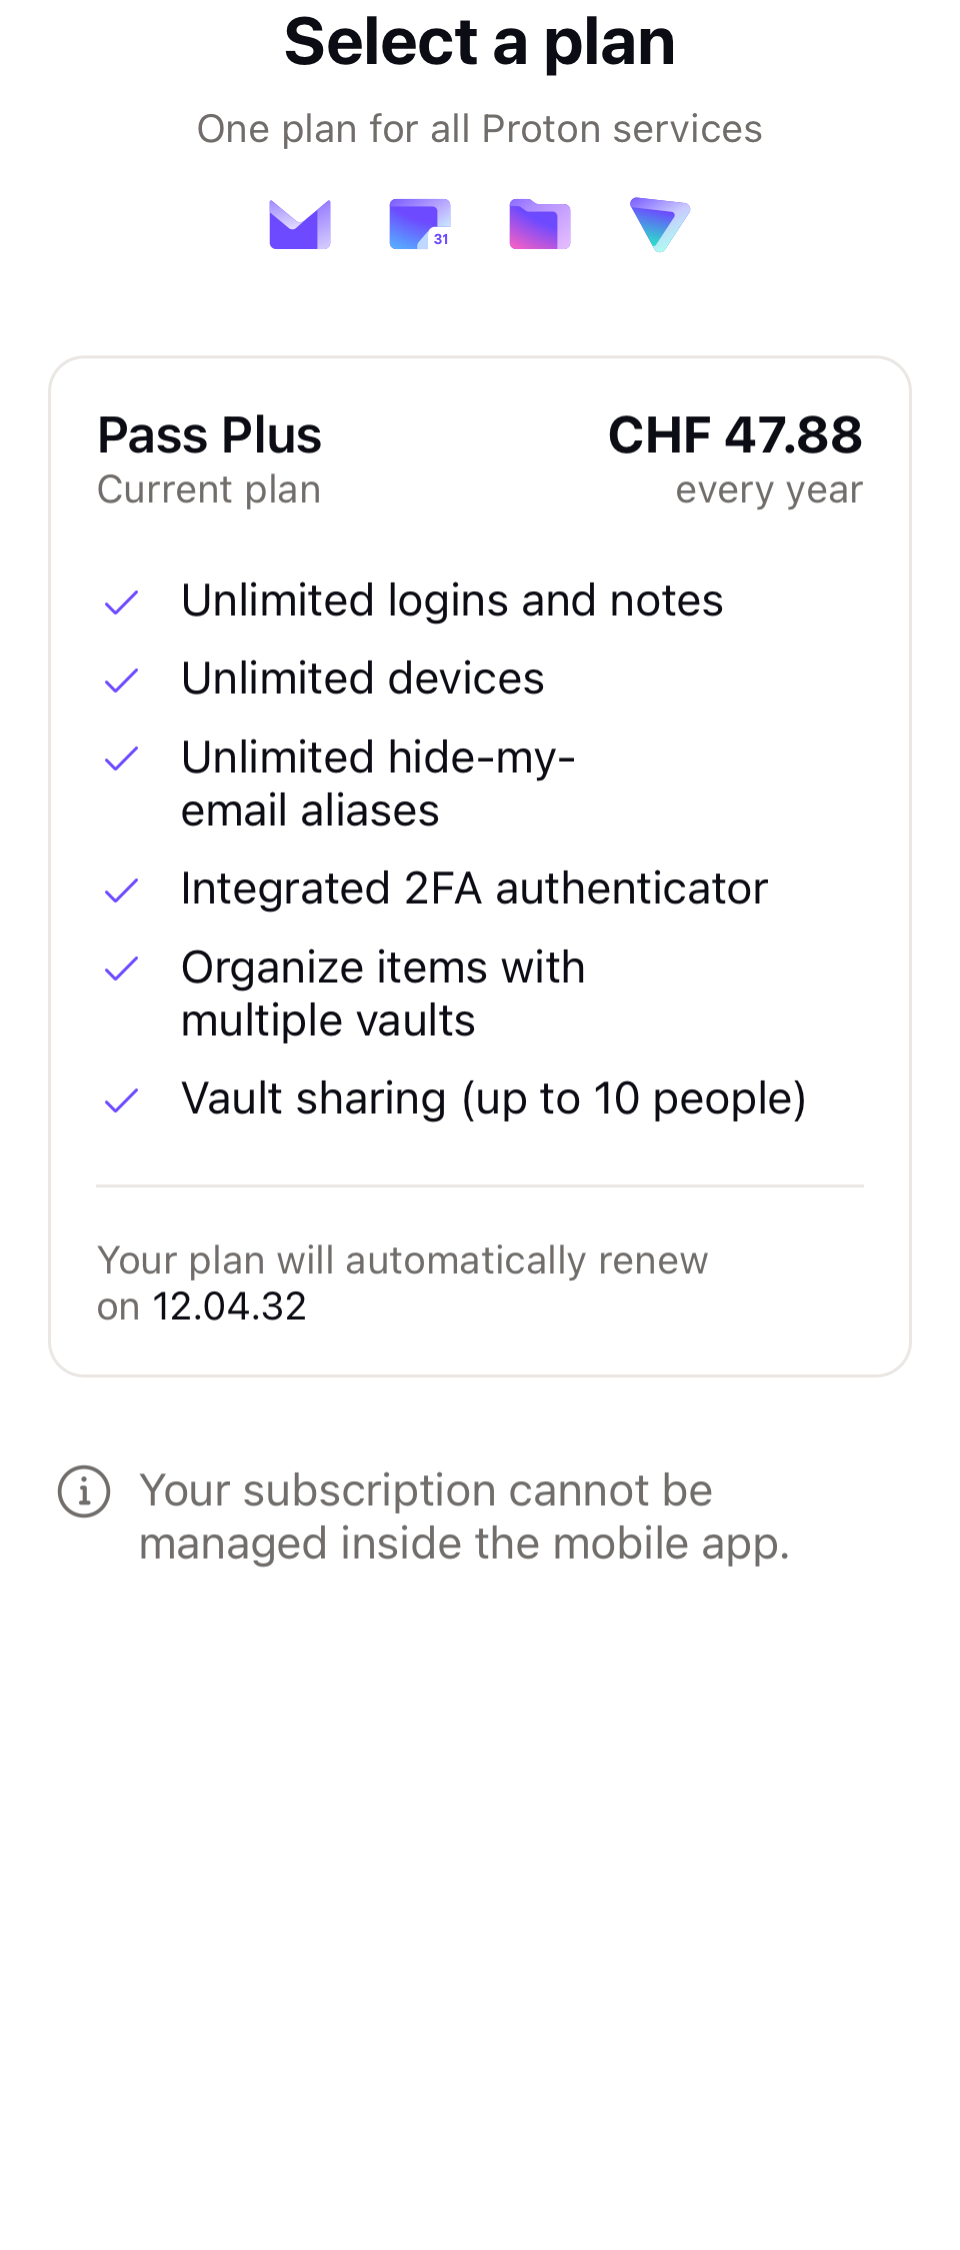 Select a plan
One plan for all Proton services
31
Pass Plus
CHF 47.88
Current plan
every year
Unlimited logins and notes
Unlimited devices
Unlimited hide-my-
email aliases
Integrated 2FA authenticator
Organize items with
multiple vaults
Vault sharing (up to 10 people)
Your plan will automatically renew
on 12.04.32
Your subscription cannot be
managed inside the mobile app.